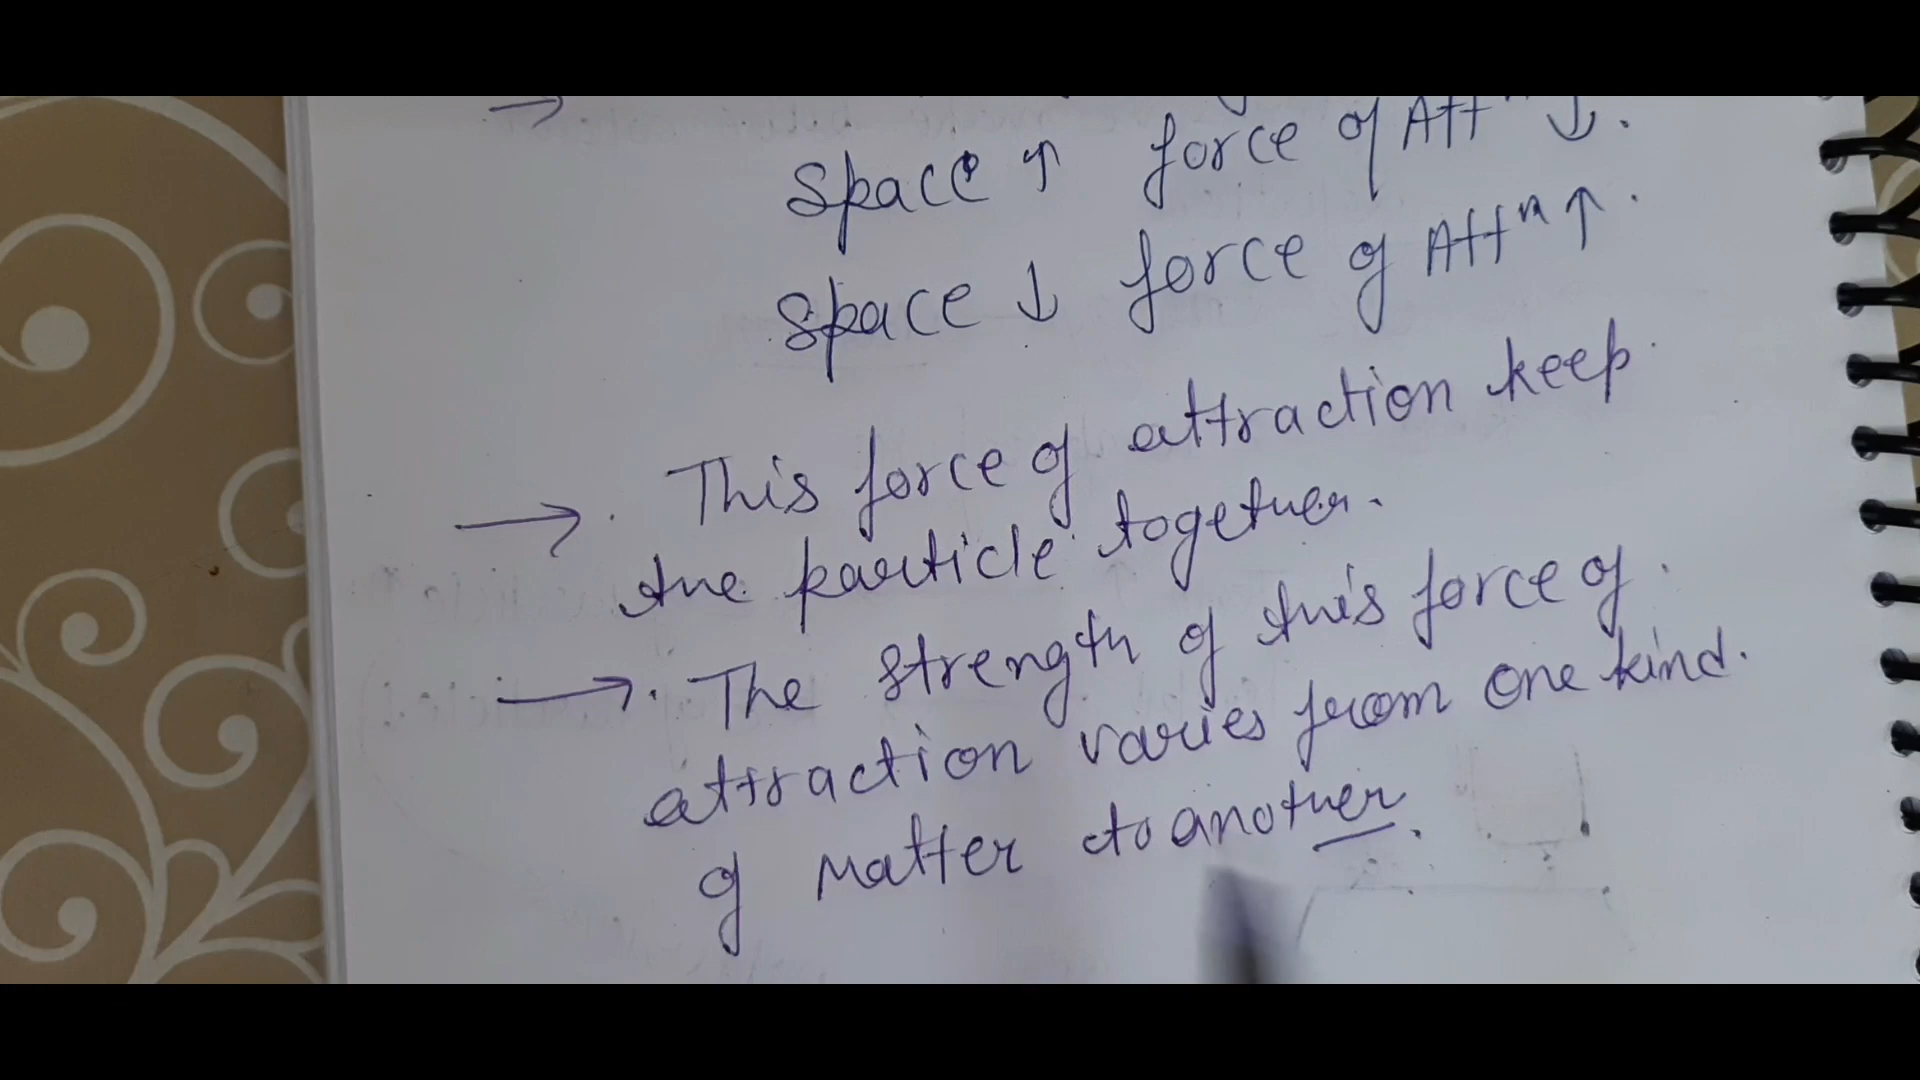 →
Space ↑ force of Attⁿ ↓.
Space ↓ force of Attⁿ ↑.
→ This force of attraction keep
the particle together.
→ The strength of this force of
attraction varies from one kind
of Matter to another.